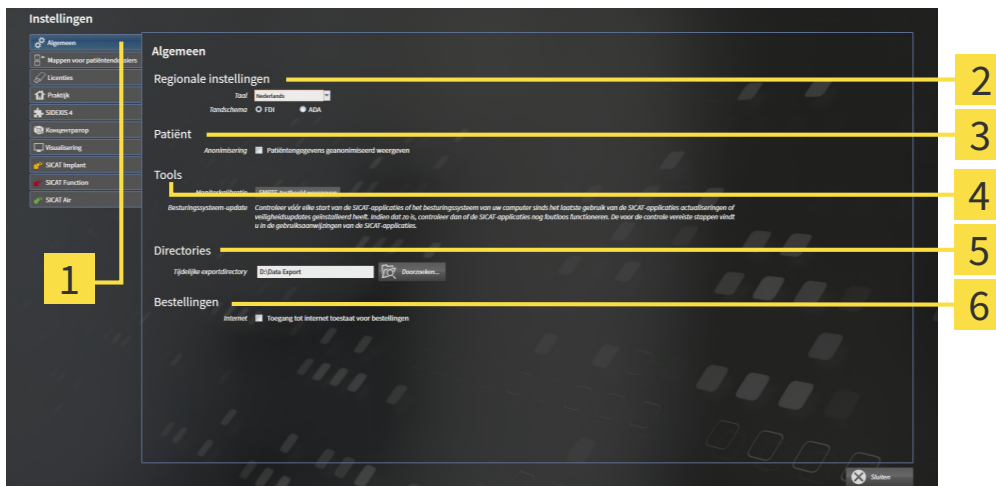 Instellingen
Algemeen
Mappen voor patiëntendossiers
Licenties
Praktijk
SIDEXIS 4
Концентратор
Visualisering
SICAT Implant
SICAT Function
SICAT Air
Algemeen
Regionale instellingen
Taal Nederlands
Tandschema FDI ADA
Patiënt
Anonimisering Patiëntengegevens geanonimiseerd weergeven
Tools
Monitorkalibratie SMPTE-testbeeld weergeven
Besturingssysteem-update Controleer vóór elke start van de SICAT-applicaties of het besturingssysteem van uw computer sinds het laatste gebruik van de SICAT-applicaties actualiseringen of
veiligheidsupdates geïnstalleerd heeft. Indien dat zo is, controleer dan of de SICAT-applicaties nog foutloos functioneren. De voor de controle vereiste stappen vindt
u in de gebruiksaanwijzingen van de SICAT-applicaties.
Directories
Tijdelijke exportdirectory D:\Data Export Doorzoeken...
Bestellingen
Internet Toegang tot internet toestaat voor bestellingen
Sluiten
1
2
3
4
5
6